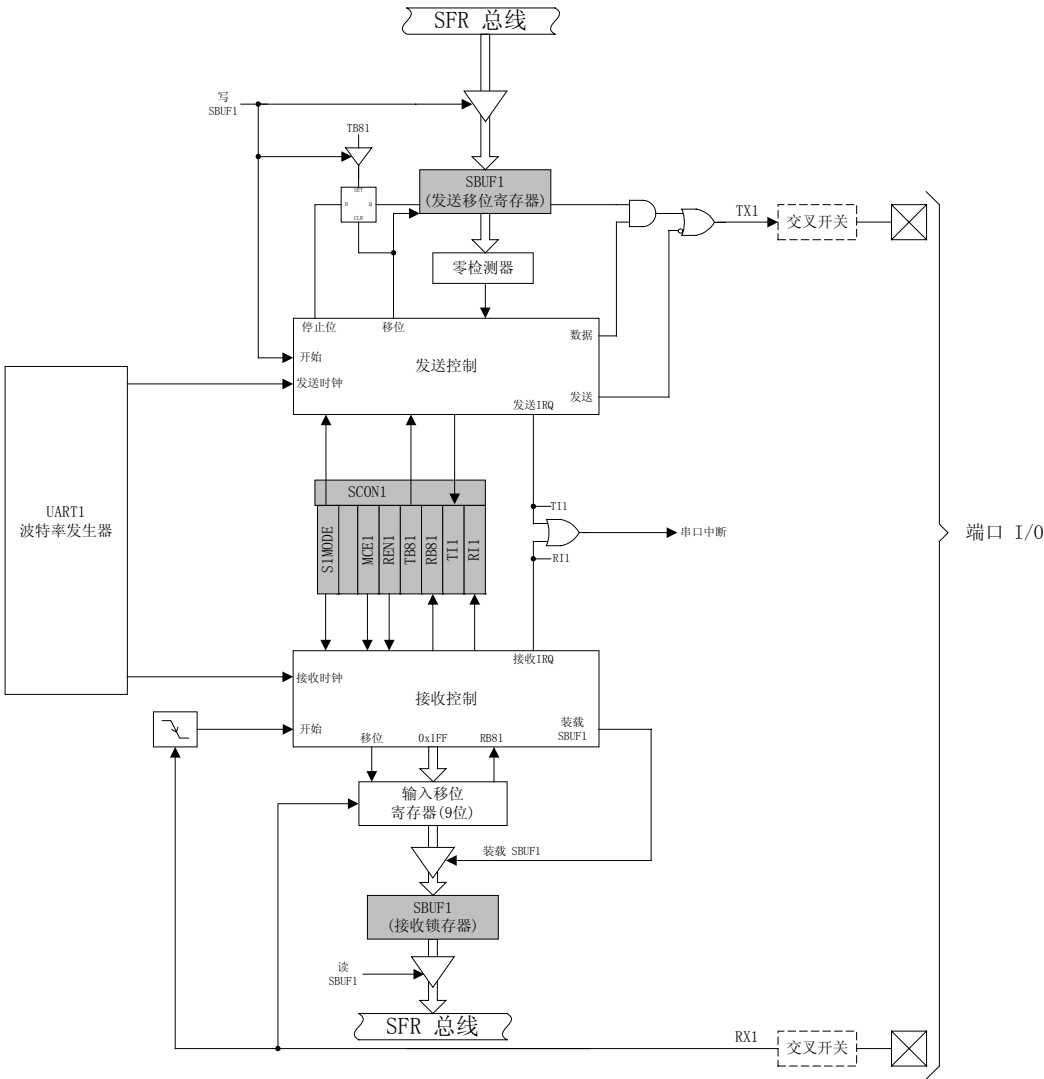 SFR 总线
写
SBUF1
TB81
SBUF1
(发送移位寄存器)
SET
D
Q
CLR
TX1
交叉开关
零检测器
停止位
移位
数据
开始
发送控制
发送时钟
发送
发送IRQ
UART1
波特率发生器
SCON1
S1MODE
MCE1
REN1
TB81
RB81
TI1
RI1
TI1
串口中断
RI1
端口 I/O
接收IRQ
接收时钟
接收控制
开始
装载
SBUF1
移位
0x1FF
RB81
输入移位
寄存器(9位)
装载 SBUF1
SBUF1
(接收锁存器)
读
SBUF1
SFR 总线
RX1
交叉开关